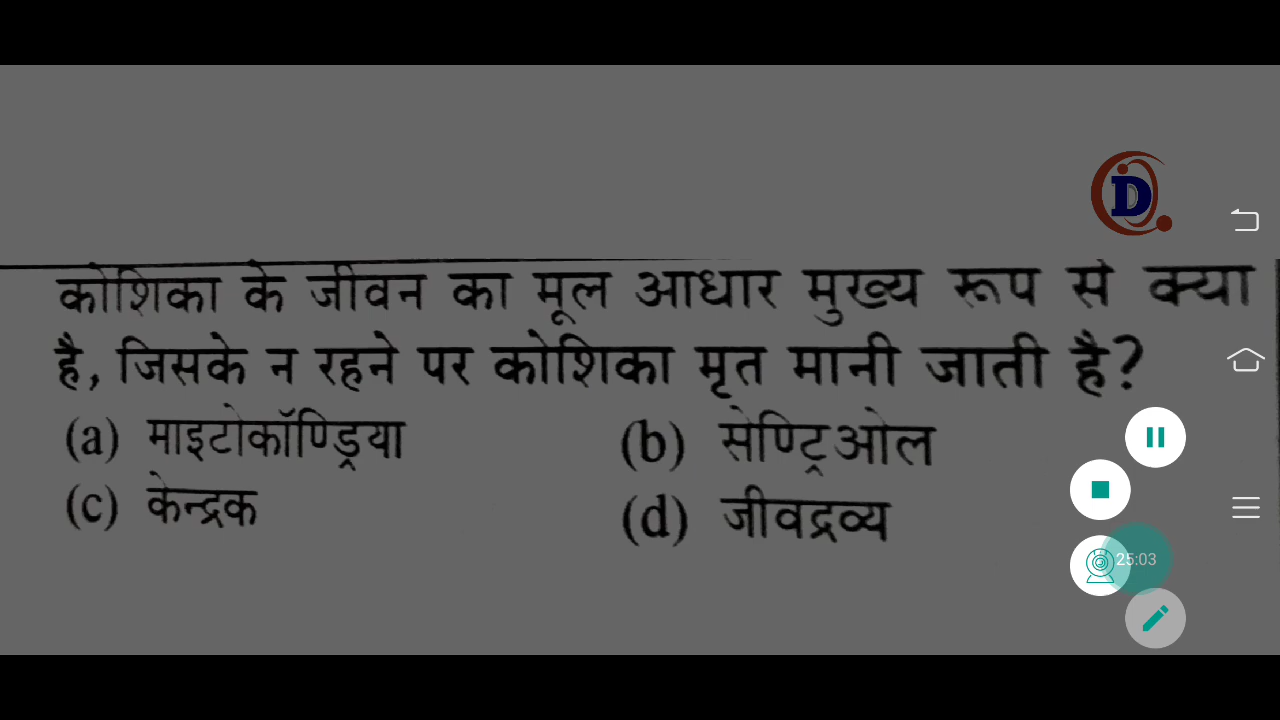 D
कोशिका के जीवन का मूल आधार मुख्य रूप से क्या
है, जिसके न रहने पर कोशिका मृत मानी जाती है?
(a) माइटोकॉण्ड्रिया (b) सेण्ट्रिओल
(c) केन्द्रक (d) जीवद्रव्य
25:03